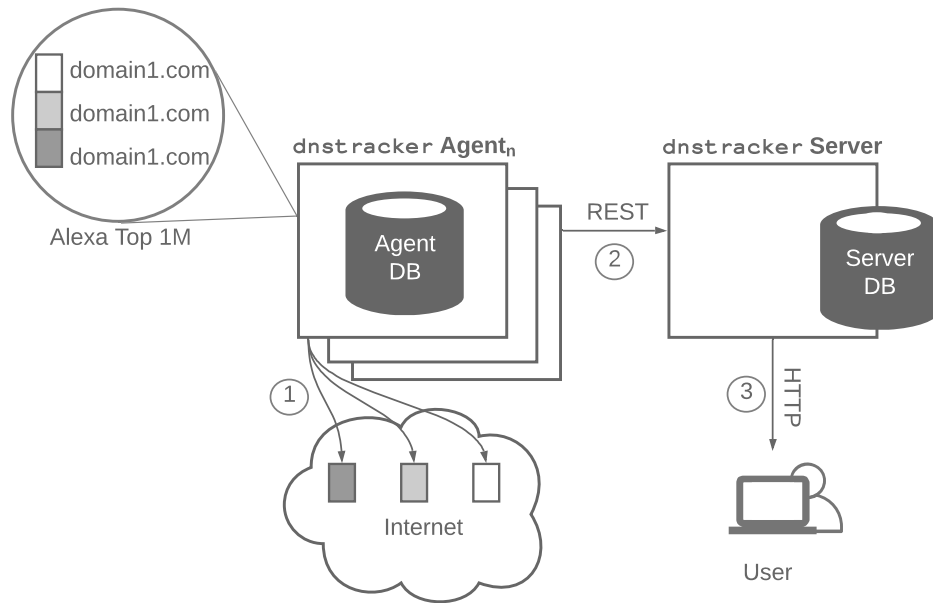 domain1.com
domain1.com
domain1.com
Alexa Top 1M
dnstracker Agentn
Agent
DB
REST
2
dnstracker Server
Server
DB
1
3
HTTP
Internet
User